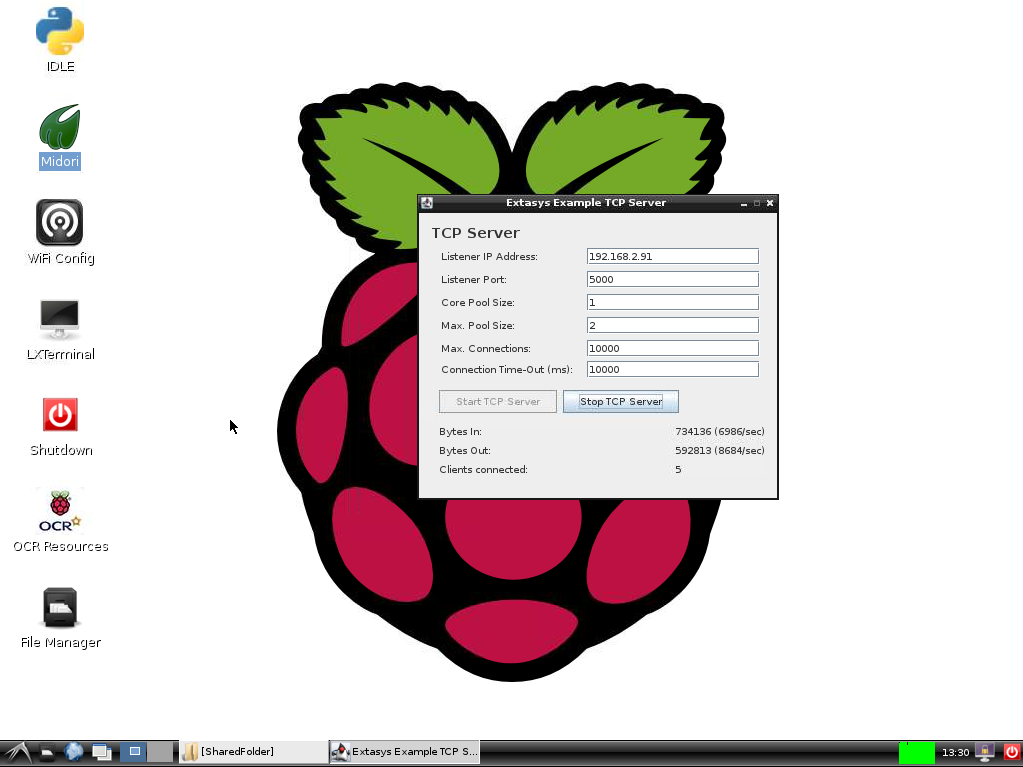 IDLE
Midori
WiFi Config
LXTerminal
Shutdown
OCR
OCR Resources
File Manager
Extasys Example TCP Server
TCP Server
Listener IP Address: 192.168.2.91
Listener Port: 5000
Core Pool Size: 1
Max. Pool Size: 2
Max. Connections: 10000
Connection Time-Out (ms): 10000
Start TCP Server Stop TCP Server
Bytes In: 734136 (6986/sec)
Bytes Out: 592813 (8684/sec)
Clients connected: 5
[SharedFolder] Extasys Example TCP S... 13:30